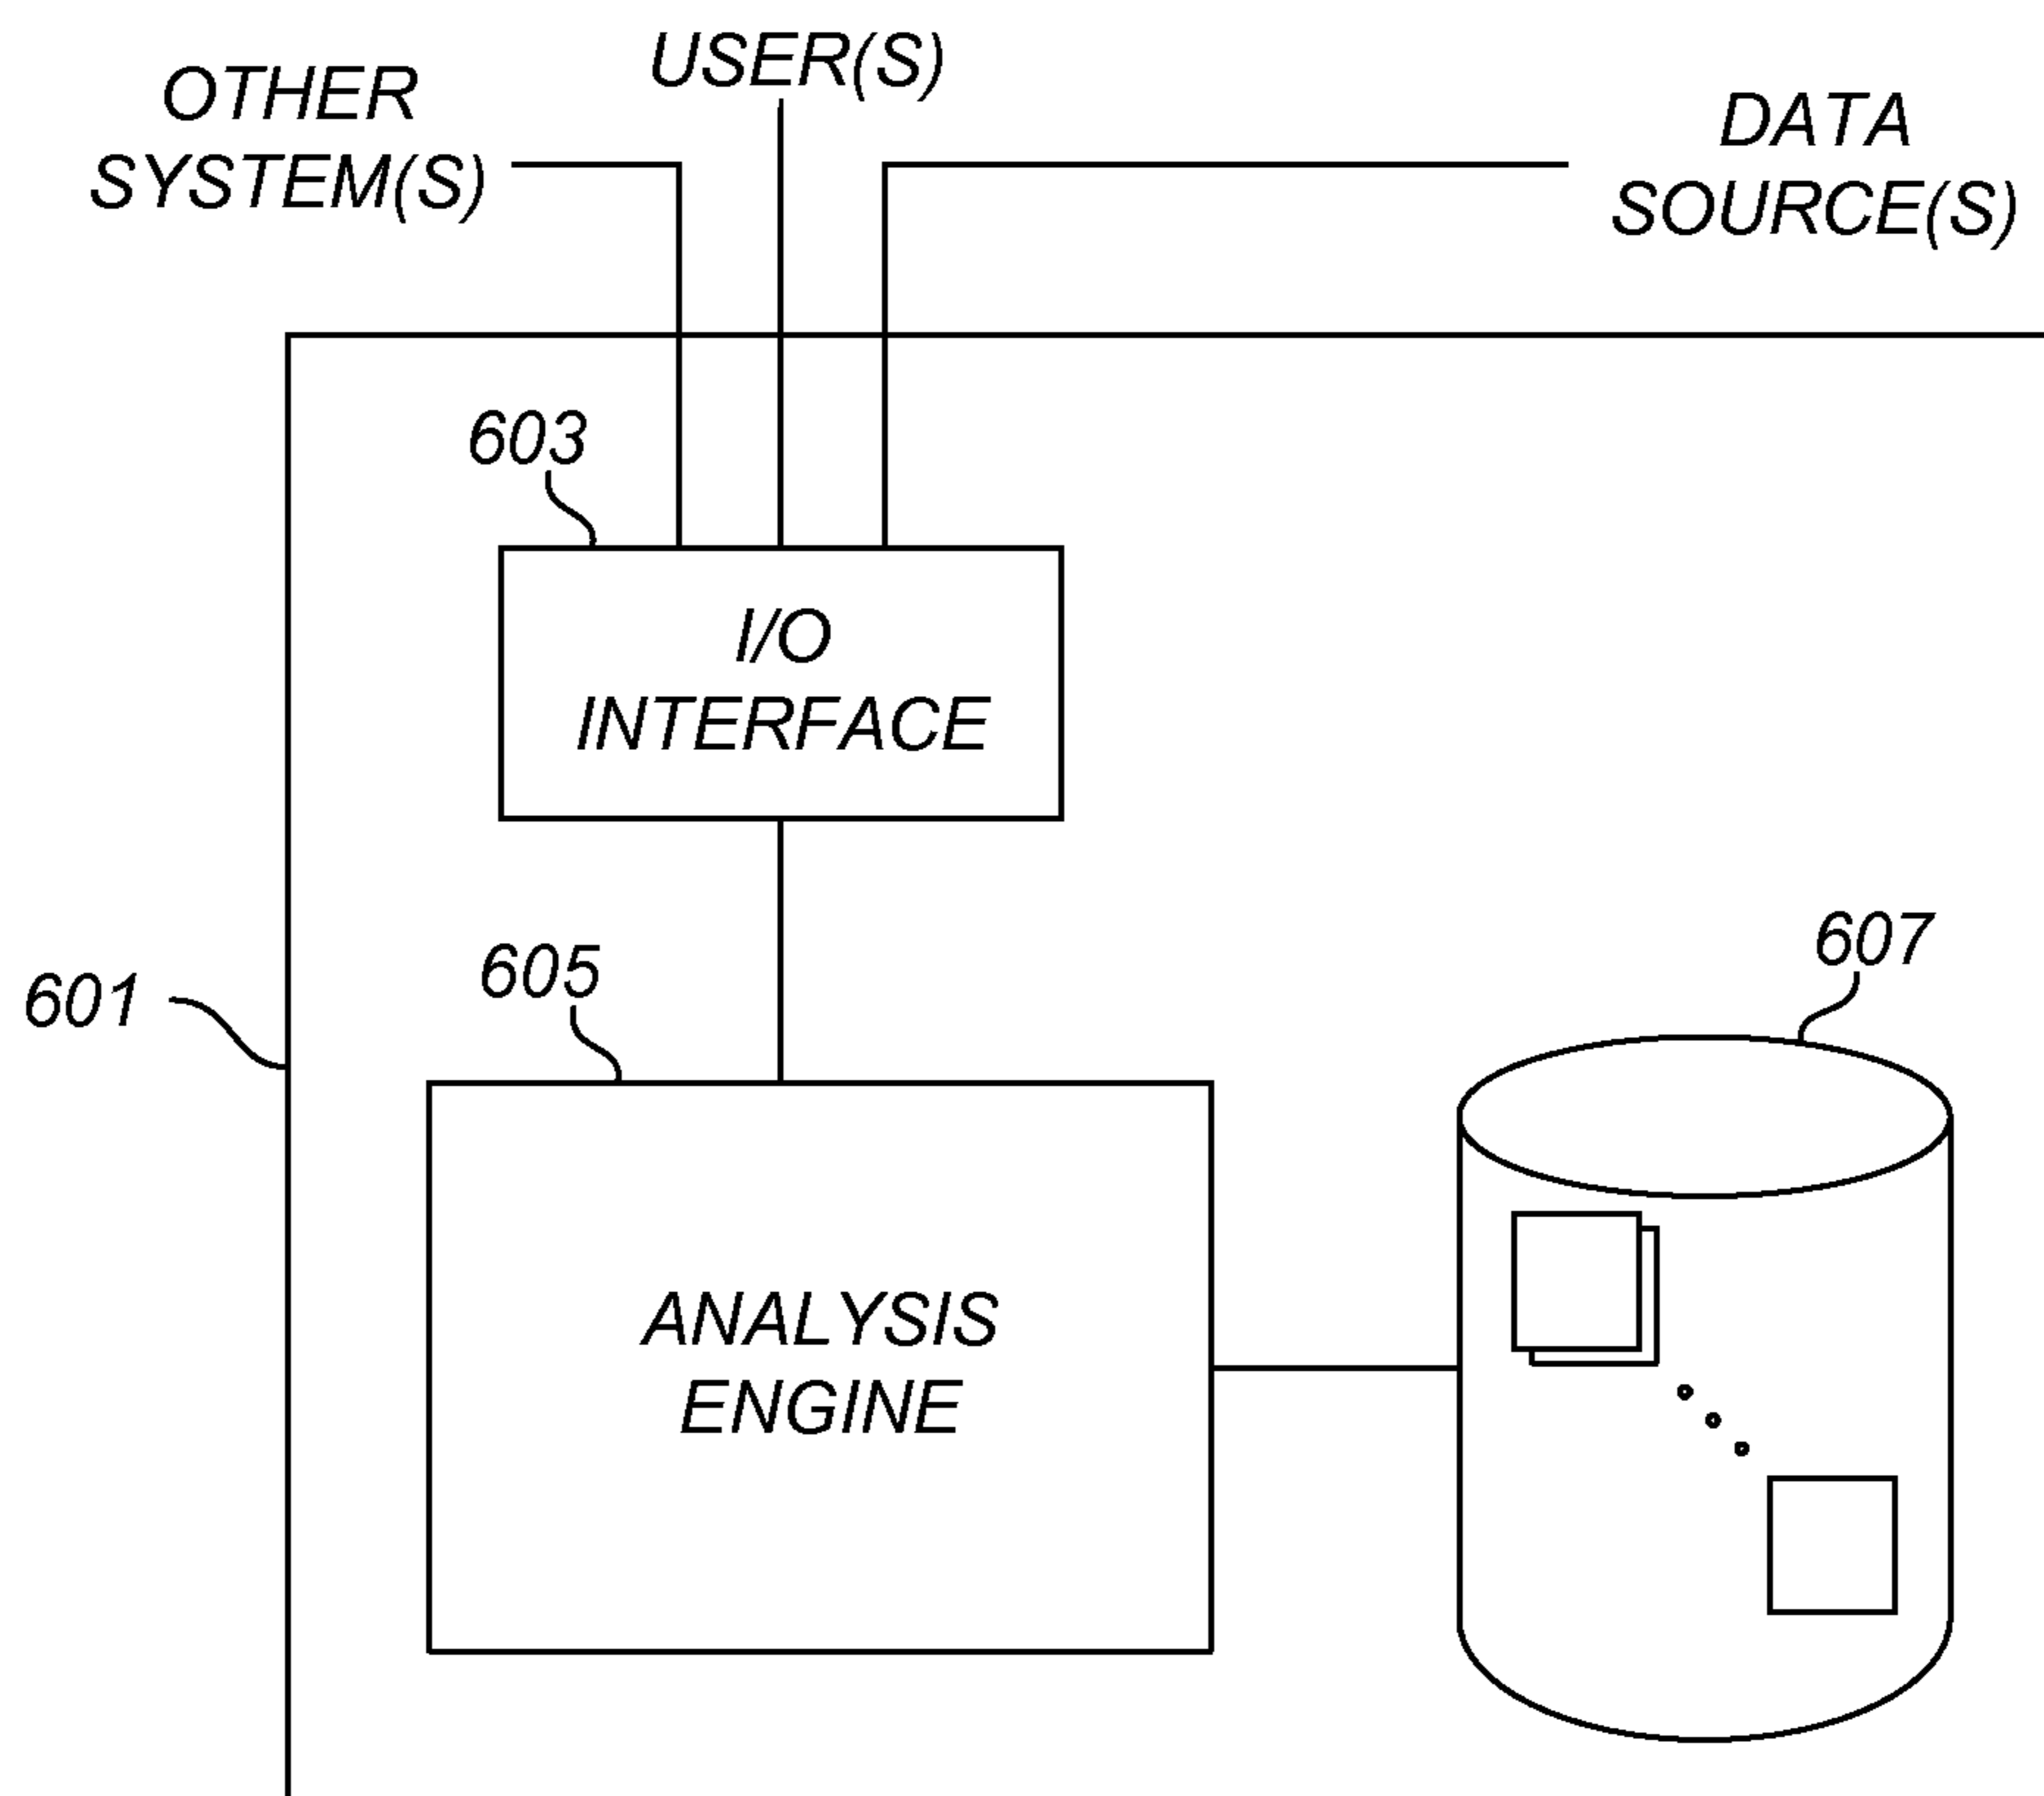 USER(S)
OTHER
SYSTEM(S)
DATA
SOURCE(S)
603
I/O
INTERFACE
607
605
601
ANALYSIS
ENGINE